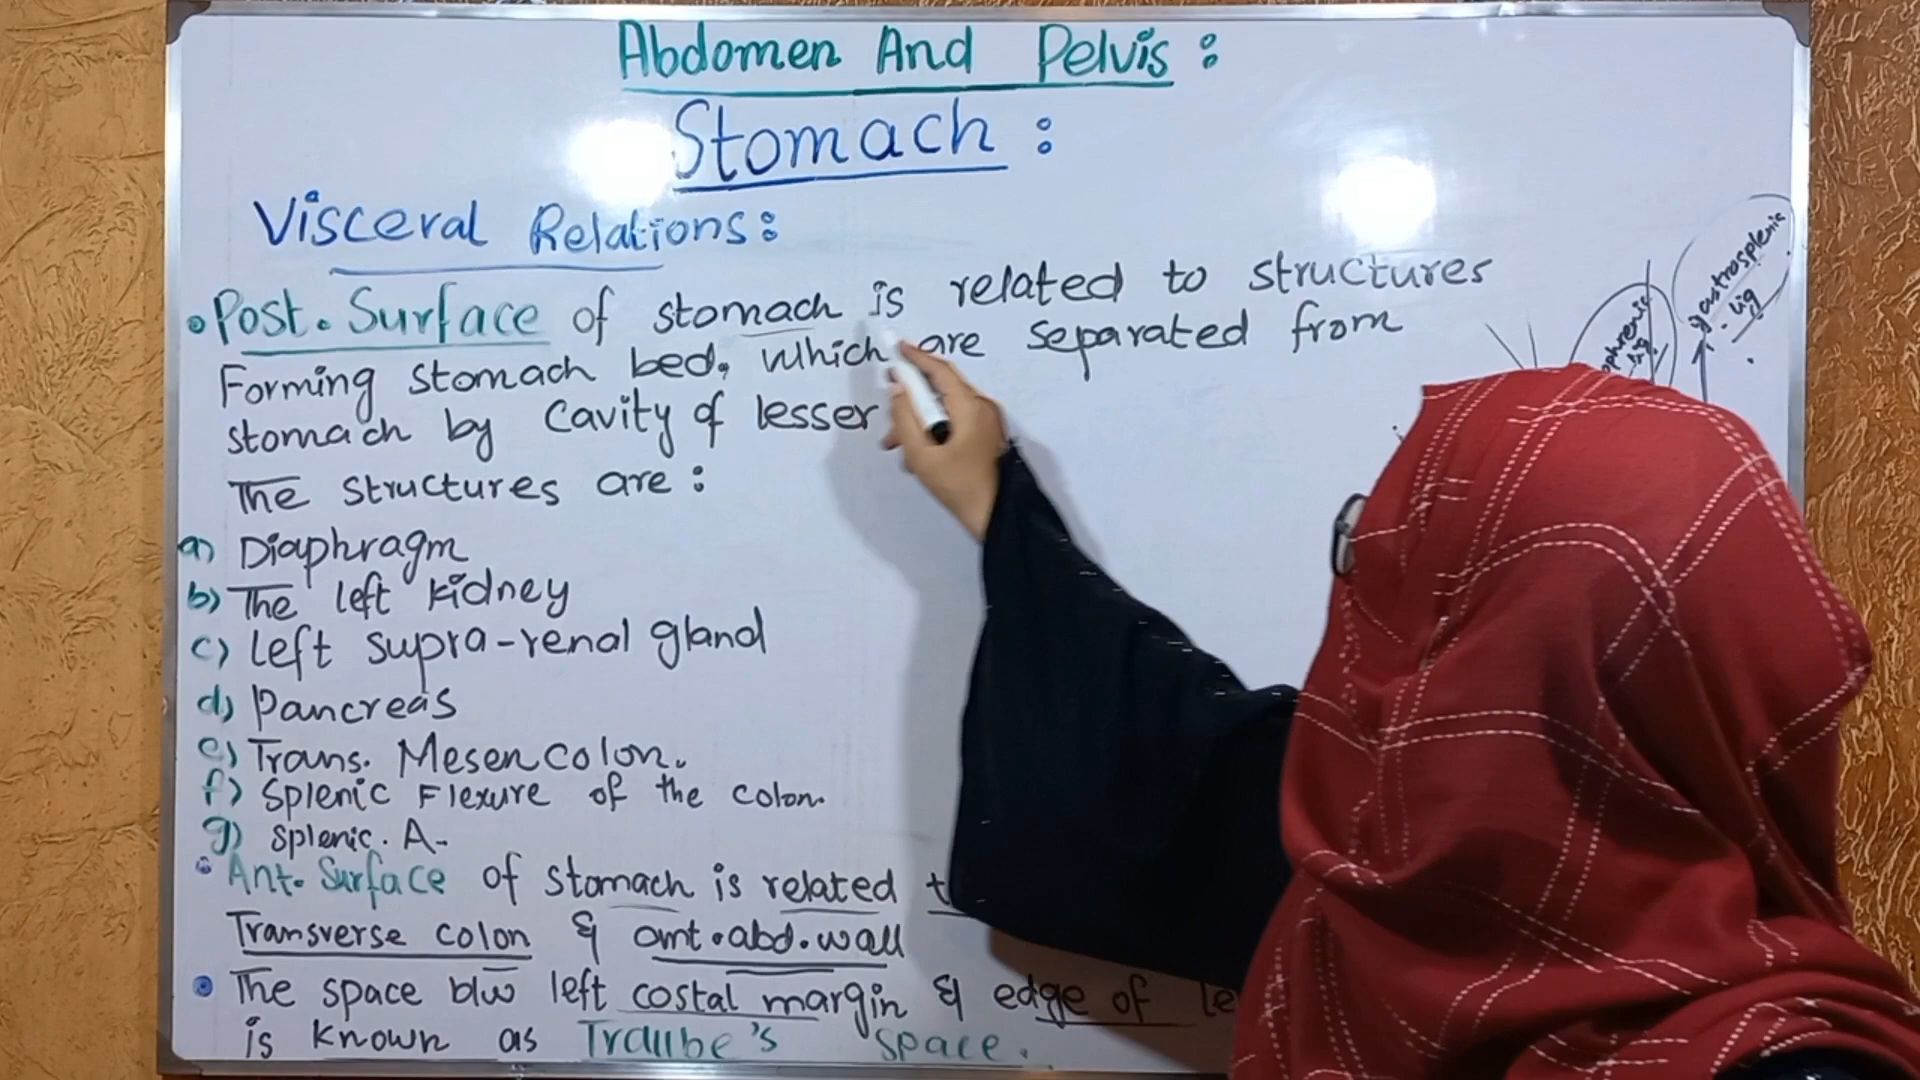 Abdomen And Pelvis:
Stomach:
Visceral Relations:
• Post. Surface of stomach is related to structures
Forming stomach bed, which are separated from
stomach by Cavity of lesser
The structures are:
a) Diaphragm
b) The left kidney
c) left supra-renal gland
d) Pancreas
e) Trans. Mesencolon.
f) Splenic Flexure of the colon.
g) Splenic. A.
• Ant. Surface of stomach is related
Transverse colon & ant. abd. wall
• The space b/w left costal margin & edge of
is known as Traube's space.
gastrosplenic
lig
phrenic
lig